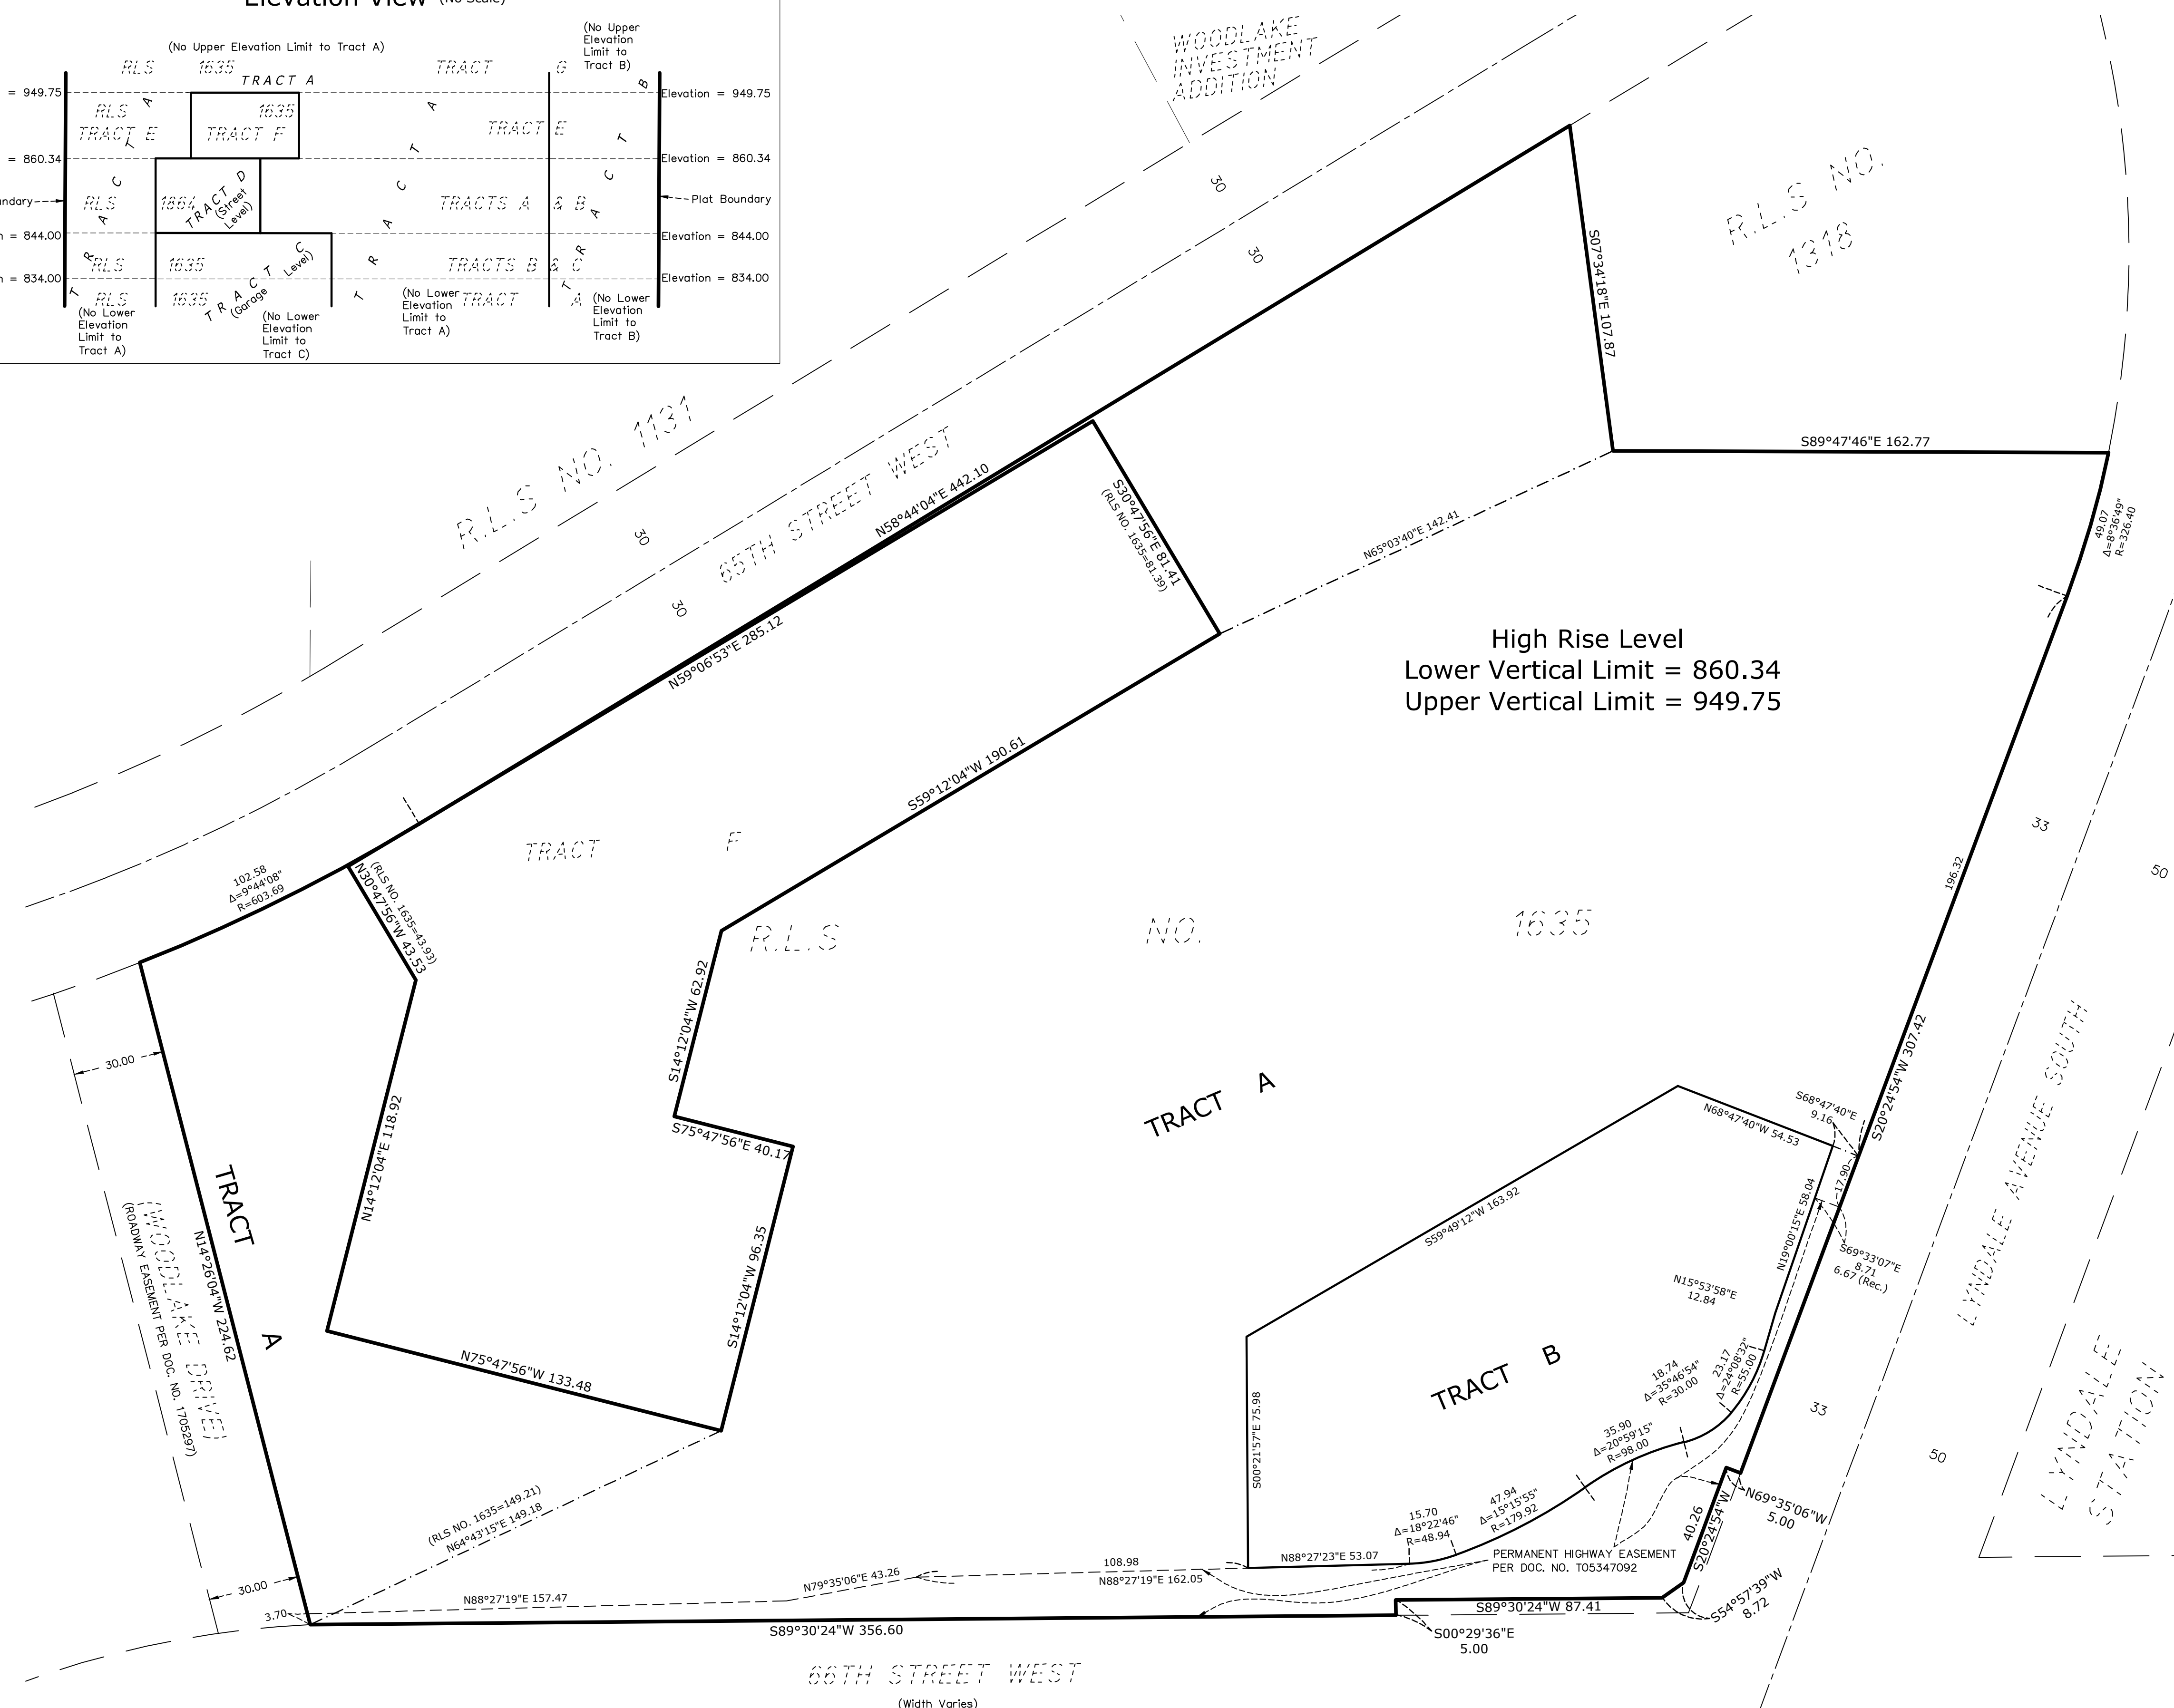 Elevation View (No Scale)
(No Upper Elevation Limit to Tract A)
(No Upper
Elevation
Limit to
Tract B)
RLS 1635 TRACT G
TRACT A
= 949.75
Elevation = 949.75
RLS 1635
TRACT E TRACT F TRACT E
= 860.34
Elevation = 860.34
TRACT A
TRACT A
TRACT B
RLS 1864 TRACTS A & B
TRACT D
(Street
Level)
ndary
Plat Boundary
n = 844.00
Elevation = 844.00
RLS 1635 TRACTS B & C
n = 834.00
Elevation = 834.00
RLS 1635 TRACT A
TRACT C
(Garage Level)
(No Lower
Elevation
Limit to
Tract A)
(No Lower
Elevation
Limit to
Tract C)
(No Lower
Elevation
Limit to
Tract A)
(No Lower
Elevation
Limit to
Tract B)
WOODLAKE
INVESTMENT
ADDITION
R.L.S NO.
1318
R.L.S NO. 1131
65TH STREET WEST
30
30
30
30
S07°34'18"E 107.87
S89°47'46"E 162.77
49.07
Δ=8°36'49"
R=326.40
N58°44'04"E 442.10
N59°06'53"E 285.12
S30°47'56"E 81.41
(RLS NO. 1635=81.39)
N65°03'40"E 142.41
High Rise Level
Lower Vertical Limit = 860.34
Upper Vertical Limit = 949.75
S59°12'04"W 190.61
TRACT F
R.L.S NO. 1635
102.58
Δ=9°44'08"
R=603.69
(RLS NO. 1635=43.93)
N30°47'56"W 43.53
S14°12'04"W 62.92
S75°47'56"E 40.17
N14°12'04"E 118.92
S14°12'04"W 96.35
N75°47'56"W 133.48
30.00
TRACT A
N14°26'04"W 224.62
(WOODLAKE DRIVE)
(ROADWAY EASEMENT PER DOC. NO. 1705297)
30.00
3.70
(RLS NO. 1635=149.21)
N64°43'15"E 149.18
TRACT A
196.32
33
50
S20°24'54"W 307.42
LYNDALE AVENUE SOUTH
LYNDALE
STATION
33
50
S68°47'40"E
9.16
N68°47'40"W 54.53
17.90
S69°33'07"E
8.71
6.67 (Rec.)
N19°00'15"E 58.04
S59°49'12"W 163.92
N15°53'58"E
12.84
TRACT B
23.17
Δ=24°08'32"
R=55.00
18.74
Δ=35°46'54"
R=30.00
35.90
Δ=20°59'15"
R=98.00
47.94
Δ=15°15'55"
R=179.92
15.70
Δ=18°22'46"
R=48.94
S00°21'57"E 75.98
N88°27'23"E 53.07
PERMANENT HIGHWAY EASEMENT
PER DOC. NO. T05347092
40.26
S20°24'54"W
N69°35'06"W
5.00
S54°57'39"W
8.72
N88°27'19"E 157.47
N79°35'06"E 43.26
108.98
N88°27'19"E 162.05
S89°30'24"W 356.60
S89°30'24"W 87.41
S00°29'36"E
5.00
66TH STREET WEST
(Width Varies)